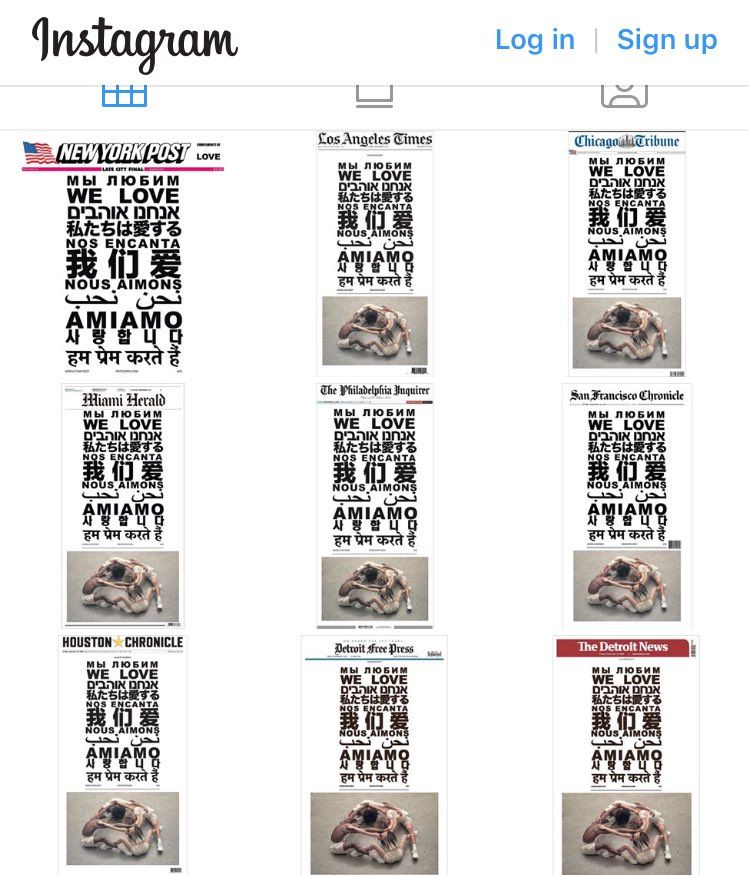 Instagram
Log in | Sign up
NEW YORK POST
COMPLIMENTS OF
LOVE
LATE CITY FINAL
МЫ ЛЮБИМ
WE LOVE
אנחנו אוהבים
私たちは愛する
NOS ENCANTA
我们爱
NOUS AIMONS
نحن نحب
AMIAMO
사랑합니다
हम प्रेम करते हैं
Los Angeles Times
МЫ ЛЮБИМ
WE LOVE
אנחנו אוהבים
私たちは愛する
NOS ENCANTA
我们爱
NOUS AIMONS
نحن نحب
AMIAMO
사랑합니다
हम प्रेम करते हैं
Chicago Tribune
МЫ ЛЮБИМ
WE LOVE
אנחנו אוהבים
私たちは愛する
NOS ENCANTA
我们爱
NOUS AIMONS
نحن نحب
AMIAMO
사랑합니다
हम प्रेम करते हैं
Miami Herald
МЫ ЛЮБИМ
WE LOVE
אנחנו אוהבים
私たちは愛する
NOS ENCANTA
我们爱
NOUS AIMONS
نحن نحب
AMIAMO
사랑합니다
हम प्रेम करते हैं
The Philadelphia Inquirer
МЫ ЛЮБИМ
WE LOVE
אנחנו אוהבים
私たちは愛する
NOS ENCANTA
我们爱
NOUS AIMONS
نحن نحب
AMIAMO
사랑합니다
हम प्रेम करते हैं
San Francisco Chronicle
МЫ ЛЮБИМ
WE LOVE
אנחנו אוהבים
私たちは愛する
NOS ENCANTA
我们爱
NOUS AIMONS
نحن نحب
AMIAMO
사랑합니다
हम प्रेम करते हैं
HOUSTON CHRONICLE
МЫ ЛЮБИМ
WE LOVE
אנחנו אוהבים
私たちは愛する
NOS ENCANTA
我们爱
NOUS AIMONS
نحن نحب
AMIAMO
사랑합니다
हम प्रेम करते हैं
Detroit Free Press
МЫ ЛЮБИМ
WE LOVE
אנחנו אוהבים
私たちは愛する
NOS ENCANTA
我们爱
NOUS AIMONS
نحن نحب
AMIAMO
사랑합니다
हम प्रेम करते हैं
The Detroit News
МЫ ЛЮБИМ
WE LOVE
אנחנו אוהבים
私たちは愛する
NOS ENCANTA
我们爱
NOUS AIMONS
نحن نحب
AMIAMO
사랑합니다
हम प्रेम करते हैं